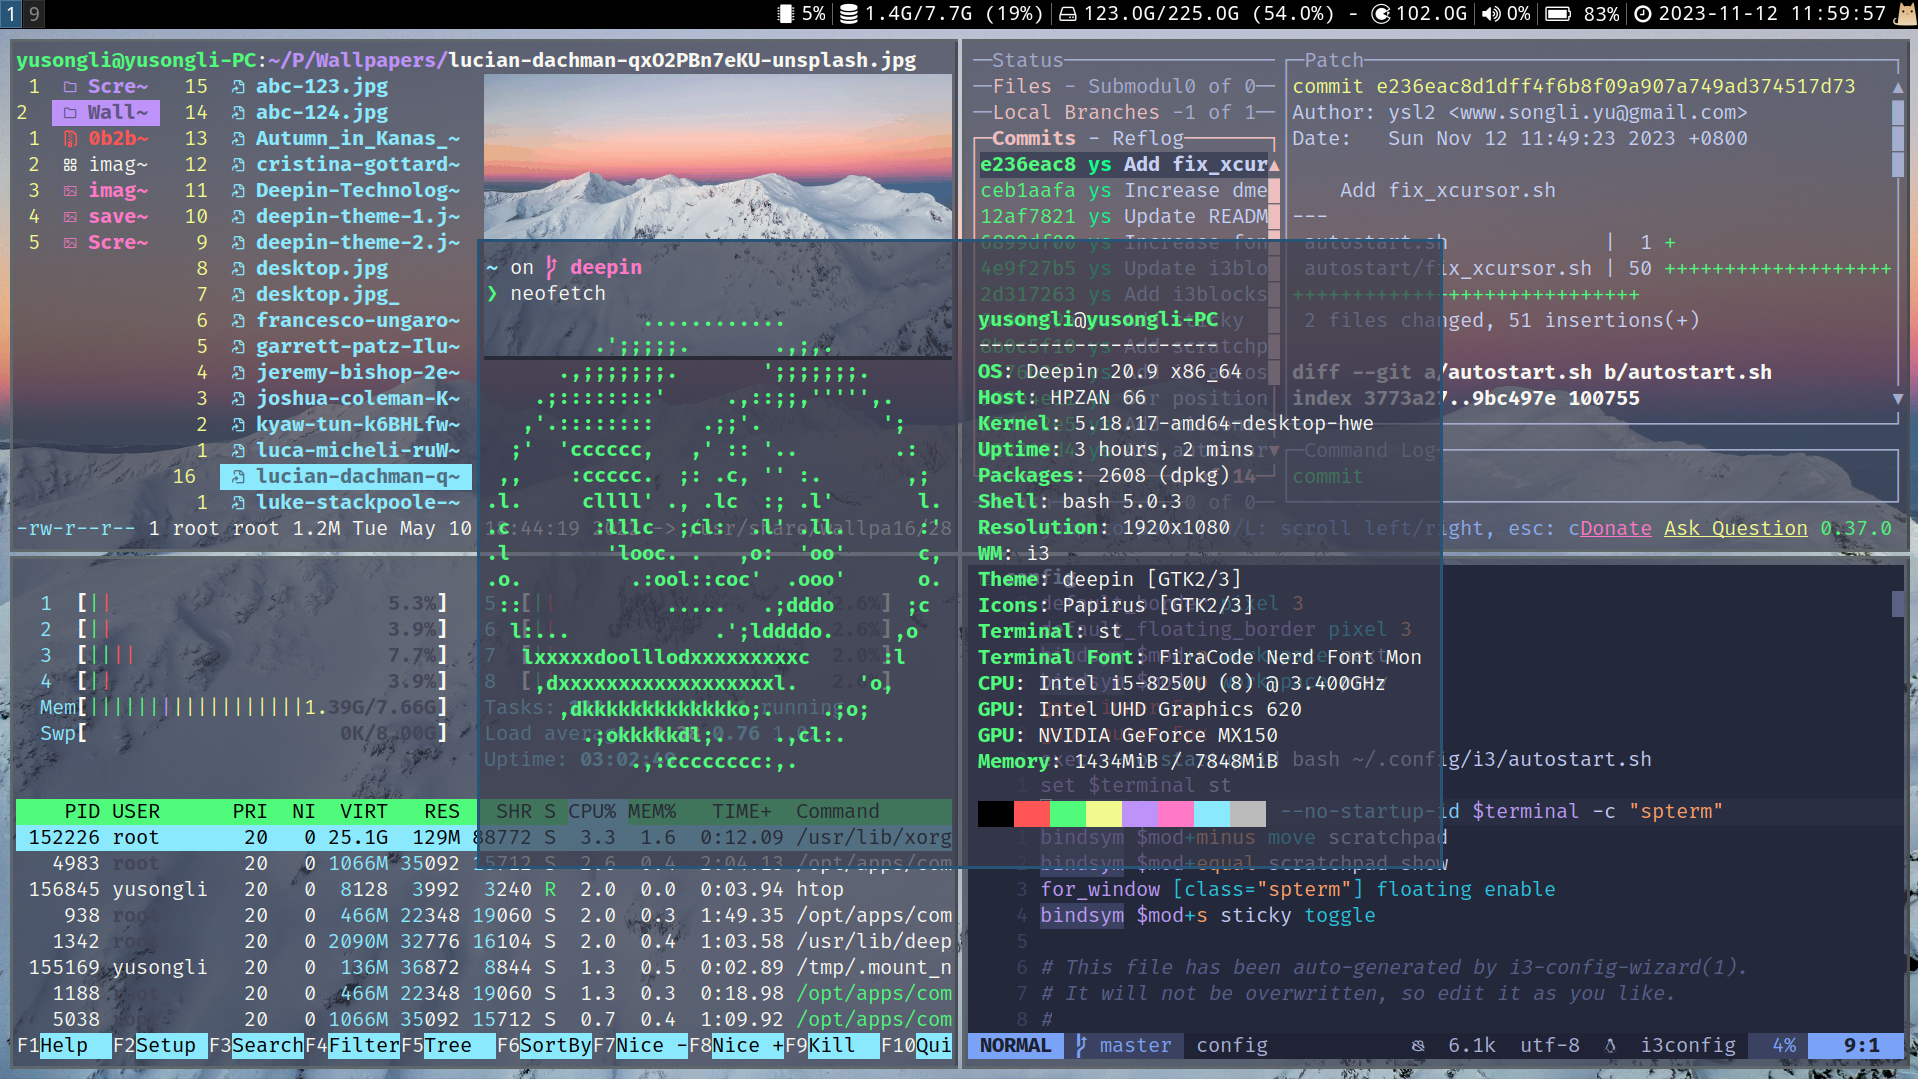 1 9 5% 1.4G/7.7G (19%) 123.0G/225.0G (54.0%) - 102.0G 0% 83% 2023-11-12 11:59:57
yusongli@yusongli-PC:~/P/Wallpapers/lucian-dachman-qxO2PBn7eKU-unsplash.jpg
1 Scre~ 15 abc-123.jpg
2 Wall~ 14 abc-124.jpg
1 0b2b~ 13 Autumn_in_Kanas_~
2 imag~ 12 cristina-gottard~
3 imag~ 11 Deepin-Technolog~
4 save~ 10 deepin-theme-1.j~
5 Scre~ 9 deepin-theme-2.j~
8 desktop.jpg
7 desktop.jpg_
6 francesco-ungaro~
5 garrett-patz-Ilu~
4 jeremy-bishop-2e~
3 joshua-coleman-K~
2 kyaw-tun-k6BHLfw~
1 luca-micheli-ruW~
16 lucian-dachman-q~
1 luke-stackpoole-~
-rw-r--r-- 1 root root 1.2M Tue May 10 18:44:19
Status
Files - Submodul0 of 0
Local Branches -1 of 1
Commits - Reflog
e236eac8 ys Add fix_xcur
ceb1aafa ys Increase dme
12af7821 ys Update READM
6899df00 ys Increase fon
4e9f27b5 ys Update i3blo
2d317263 ys Add i3blocks
Patch
commit e236eac8d1dff4f6b8f09a907a749ad374517d73
Author: ysl2 <www.songli.yu@gmail.com>
Date: Sun Nov 12 11:49:23 2023 +0800
Add fix_xcursor.sh
---
autostart.sh | 1 +
autostart/fix_xcursor.sh | 50 +++++++++++++++++++
+++++++++++++++++++++++++++++
2 files changed, 51 insertions(+)
diff --git a/autostart.sh b/autostart.sh
index 3773a27..9bc497e 100755
Command Log
commit
scroll left/right, esc: cDonate Ask Question 0.37.0
~ on deepin
❯ neofetch
yusongli@yusongli-PC
--------------------
OS: Deepin 20.9 x86_64
Host: HPZAN 66
Kernel: 5.18.17-amd64-desktop-hwe
Uptime: 3 hours, 2 mins
Packages: 2608 (dpkg)
Shell: bash 5.0.3
Resolution: 1920x1080
WM: i3
Theme: deepin [GTK2/3]
Icons: Papirus [GTK2/3]
Terminal: st
Terminal Font: FiraCode Nerd Font Mon
CPU: Intel i5-8250U (8) @ 3.400GHz
GPU: Intel UHD Graphics 620
GPU: NVIDIA GeForce MX150
Memory: 1434MiB / 7848MiB
1 [|| 5.3%]
2 [|| 3.9%]
3 [|||| 7.7%]
4 [|| 3.9%]
Mem[||||||||||||||||||1.39G/7.66G]
Swp[ 0K/8.00G]
PID USER PRI NI VIRT RES SHR S CPU% MEM% TIME+ Command
152226 root 20 0 25.1G 129M 88772 S 3.3 1.6 0:12.09 /usr/lib/xorg
4983 root 20 0 1066M 35092 15712 S 2.6 0.4 2:04.13 /opt/apps/com
156845 yusongli 20 0 8128 3992 3240 R 2.0 0.0 0:03.94 htop
938 root 20 0 466M 22348 19060 S 2.0 0.3 1:49.35 /opt/apps/com
1342 root 20 0 2090M 32776 16104 S 2.0 0.4 1:03.58 /usr/lib/deep
155169 yusongli 20 0 136M 36872 8844 S 1.3 0.5 0:02.89 /tmp/.mount_n
1188 root 20 0 466M 22348 19060 S 1.3 0.3 0:18.98 /opt/apps/com
5038 root 20 0 1066M 35092 15712 S 0.7 0.4 1:09.92 /opt/apps/com
F1Help F2Setup F3SearchF4FilterF5Tree F6SortByF7Nice -F8Nice +F9Kill F10Qui
default_border pixel 3
default_floating_border pixel 3
bash ~/.config/i3/autostart.sh
set $terminal st
--no-startup-id $terminal -c "spterm"
1 bindsym $mod+minus move scratchpad
2 bindsym $mod+equal scratchpad show
3 for_window [class="spterm"] floating enable
4 bindsym $mod+s sticky toggle
5
6 # This file has been auto-generated by i3-config-wizard(1).
7 # It will not be overwritten, so edit it as you like.
8 #
NORMAL master config 6.1k utf-8 i3config 4% 9:1